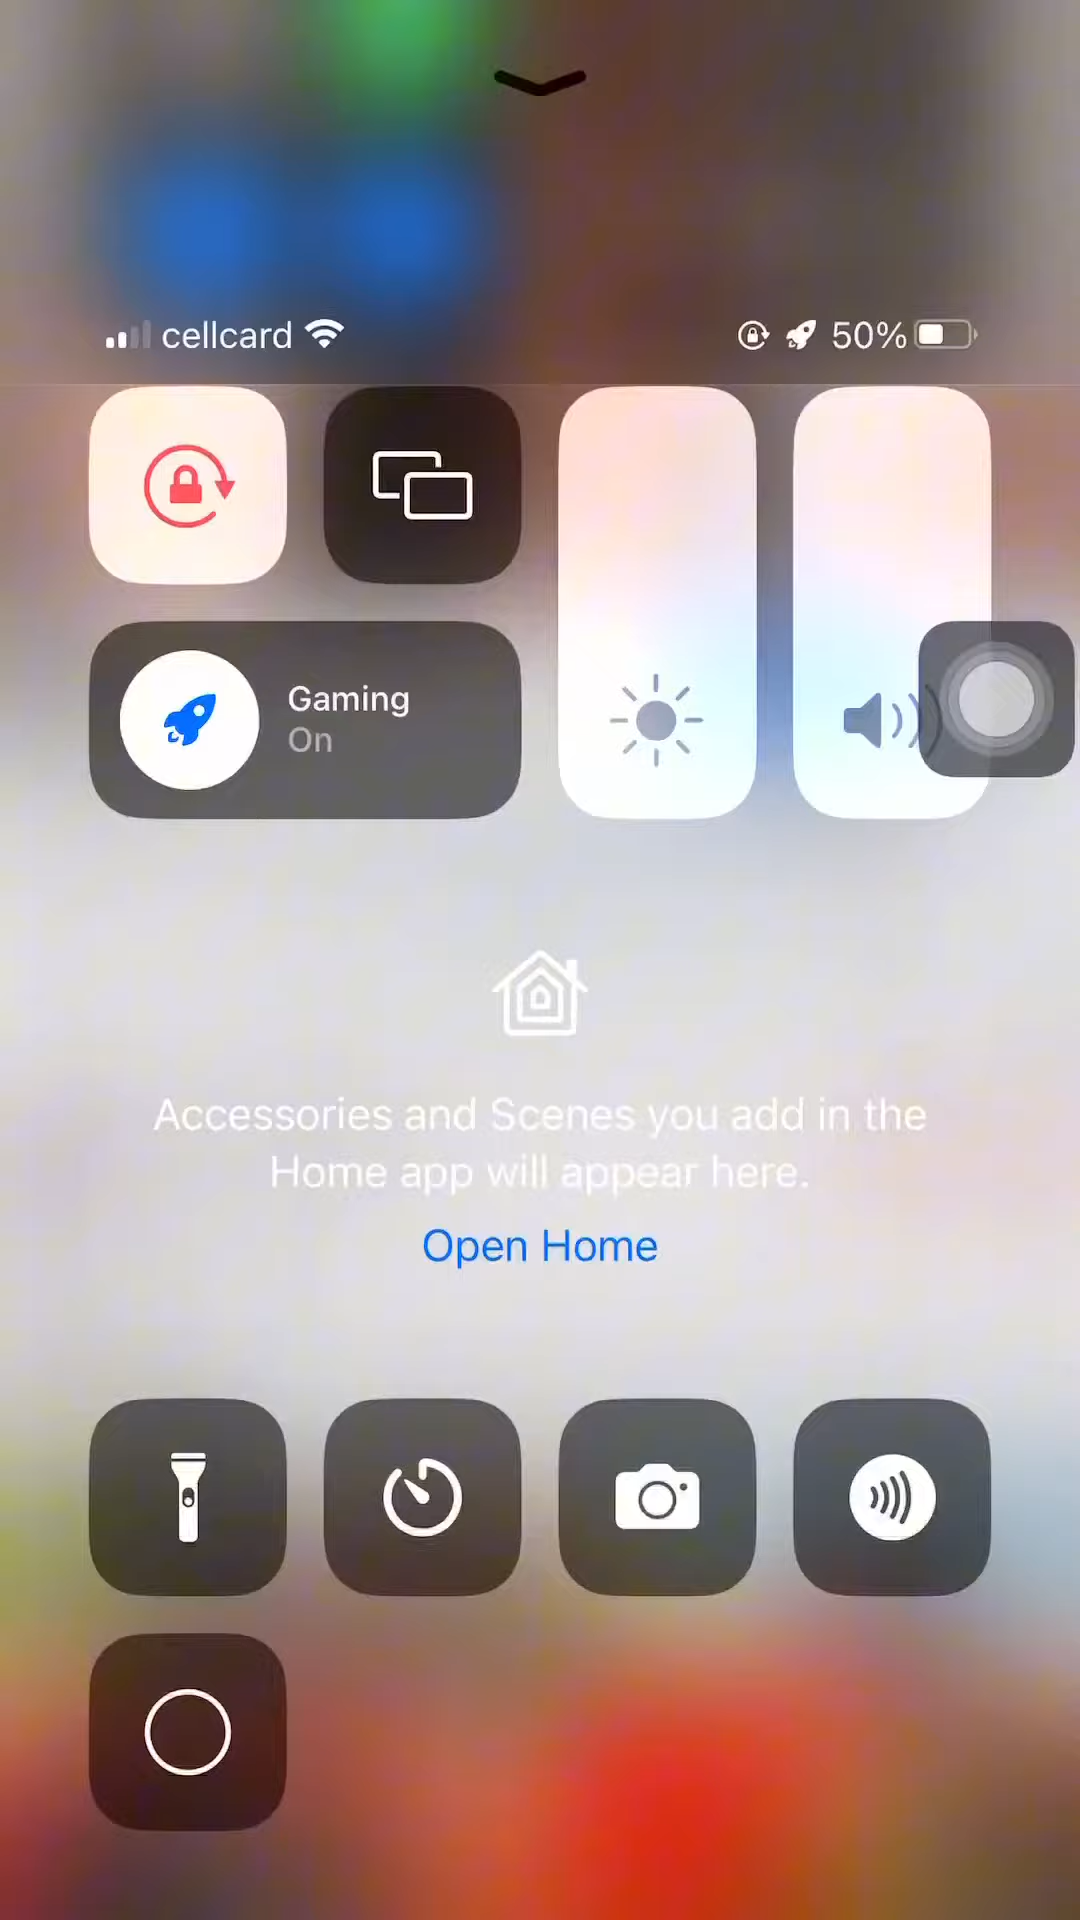 cellcard
50%
Gaming
On
Accessories and Scenes you add in the
Home app will appear here.
Open Home